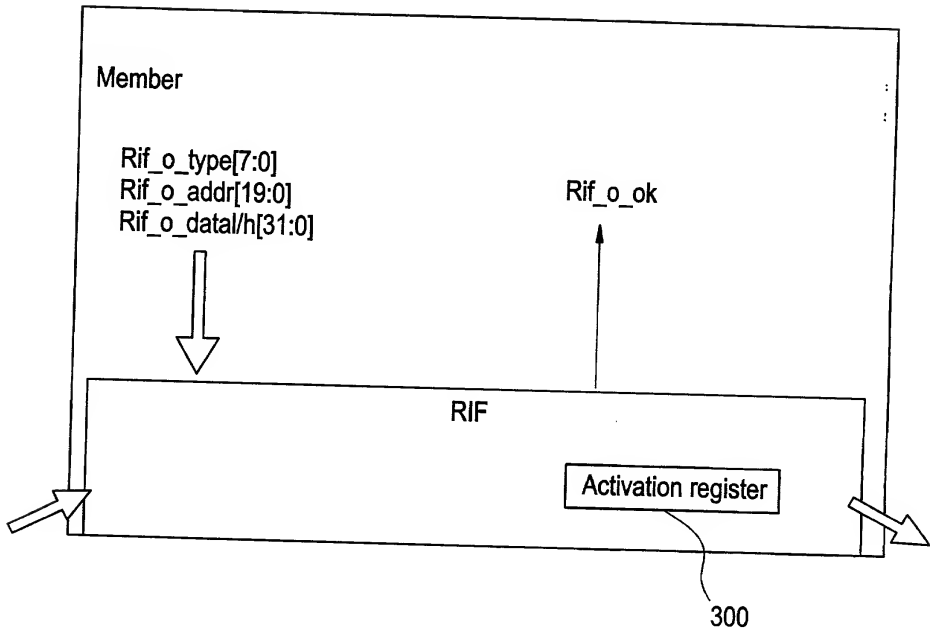 Member
Rif_o_type[7:0]
Rif_o_addr[19:0]
Rif_o_datal/h[31:0]
Rif_o_ok
RIF
Activation register
300